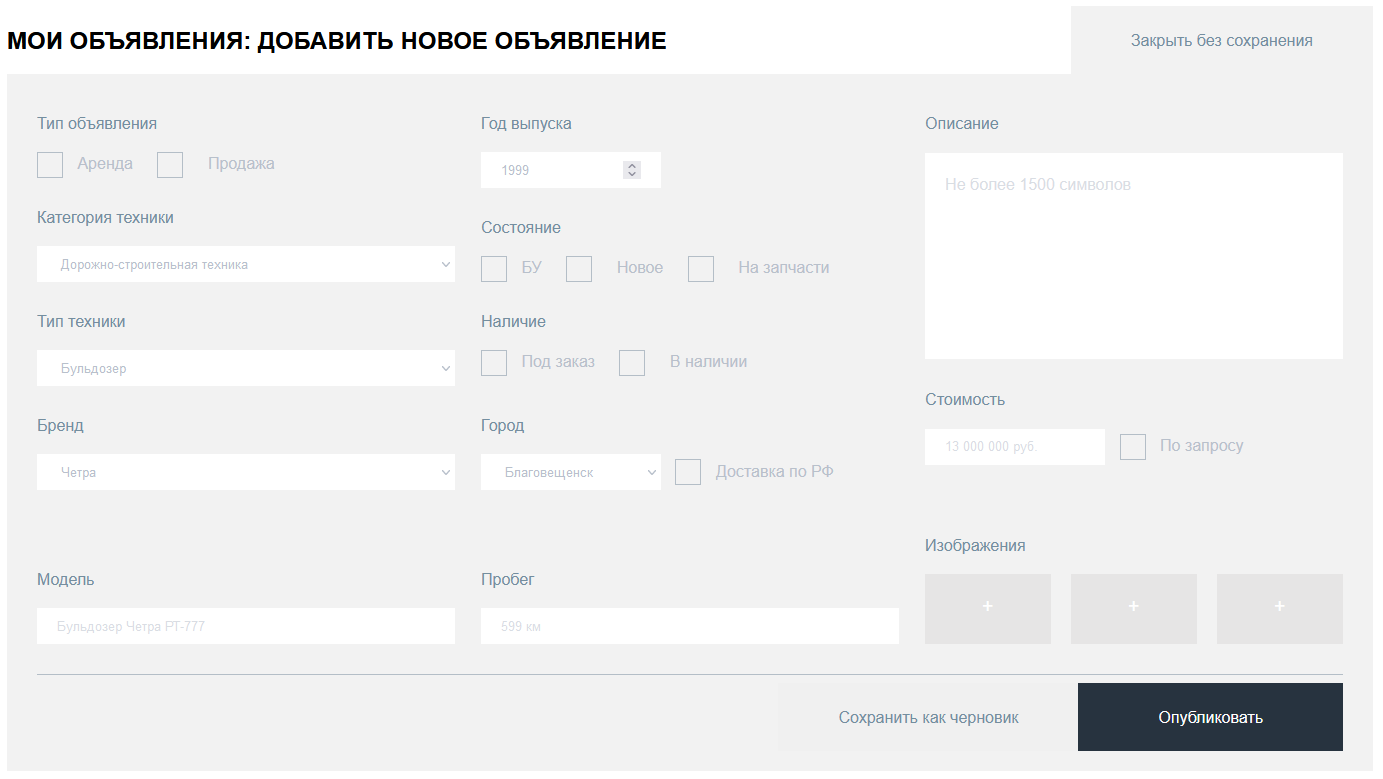 МОИ ОБЪЯВЛЕНИЯ: ДОБАВИТЬ НОВОЕ ОБЪЯВЛЕНИЕ
Закрыть без сохранения
Тип объявления
Аренда Продажа
Категория техники
Дорожно-строительная техника
Тип техники
Бульдозер
Бренд
Четра
Модель
Бульдозер Четра РТ-777
Год выпуска
1999
Состояние
БУ Новое На запчасти
Наличие
Под заказ В наличии
Город
Благовещенск Доставка по РФ
Пробег
599 км
Описание
Не более 1500 символов
Стоимость
13 000 000 руб. По запросу
Изображения
+ + +
Сохранить как черновик Опубликовать